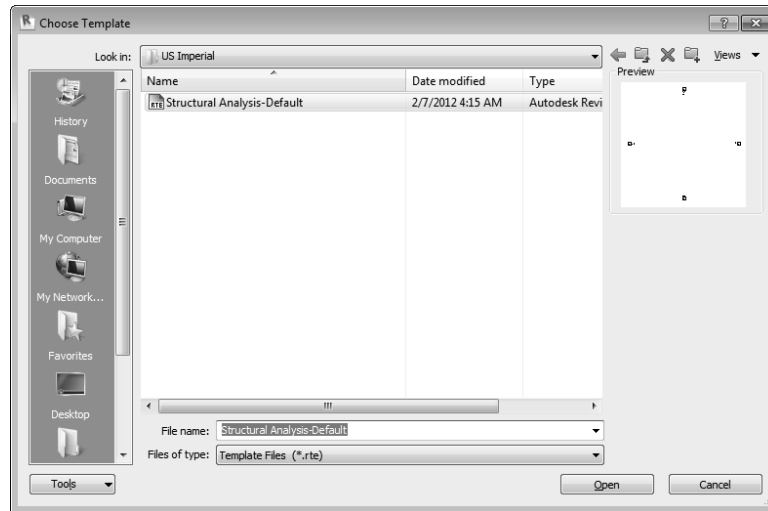 Choose Template
Look in: US Imperial
Views
Name Date modified Type
Structural Analysis-Default 2/7/2012 4:15 AM Autodesk Revi
Preview
History
Documents
My Computer
My Network...
Favorites
Desktop
File name: Structural Analysis-Default
Files of type: Template Files (*.rte)
Tools
Open
Cancel